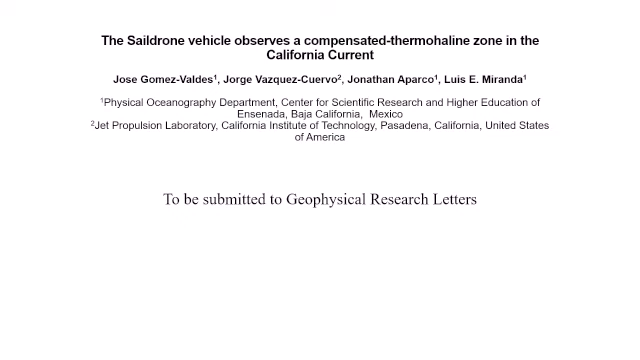 The Saildrone vehicle observes a compensated-thermohaline zone in the
California Current
Jose Gomez-Valdes¹, Jorge Vazquez-Cuervo², Jonathan Aparco¹, Luis E. Miranda¹
¹Physical Oceanography Department, Center for Scientific Research and Higher Education of
Ensenada, Baja California, Mexico
²Jet Propulsion Laboratory, California Institute of Technology, Pasadena, California, United States
of America
To be submitted to Geophysical Research Letters